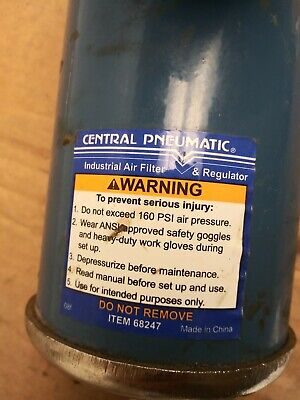 CENTRAL PNEUMATIC®
Industrial Air Filter & Regulator
WARNING
To prevent serious injury:
1. Do not exceed 160 PSI air pressure.
2. Wear ANSI-approved safety goggles
and heavy-duty work gloves during
set up.
3. Depressurize before maintenance.
4. Read manual before set up and use.
5. Use for intended purposes only.
DO NOT REMOVE
ITEM 68247
Made in China